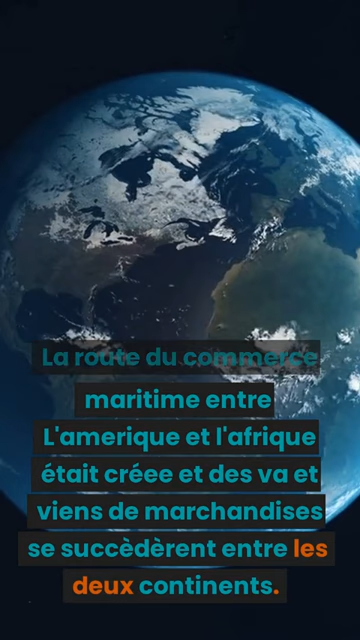 La route du commerce
maritime entre
L'amerique et l'afrique
était créee et des va et
viens de marchandises
se succèdèrent entre les
deux continents.